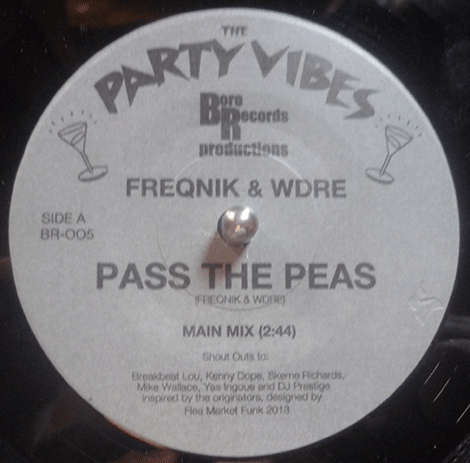 THE
PARTY VIBES
Boro
Records
productions
FREQNIK & WDRE
SIDE A
BR-005
PASS THE PEAS
(FREQNIK & WDRE)
MAIN MIX (2:44)
Shout Outs to:
Breakbeat Lou, Kenny Dope, Skeme Richards,
Mike Wallace, Yas Ingoue and DJ Prestige
Inspired by the originators, designed by
Flea Market Funk 2013